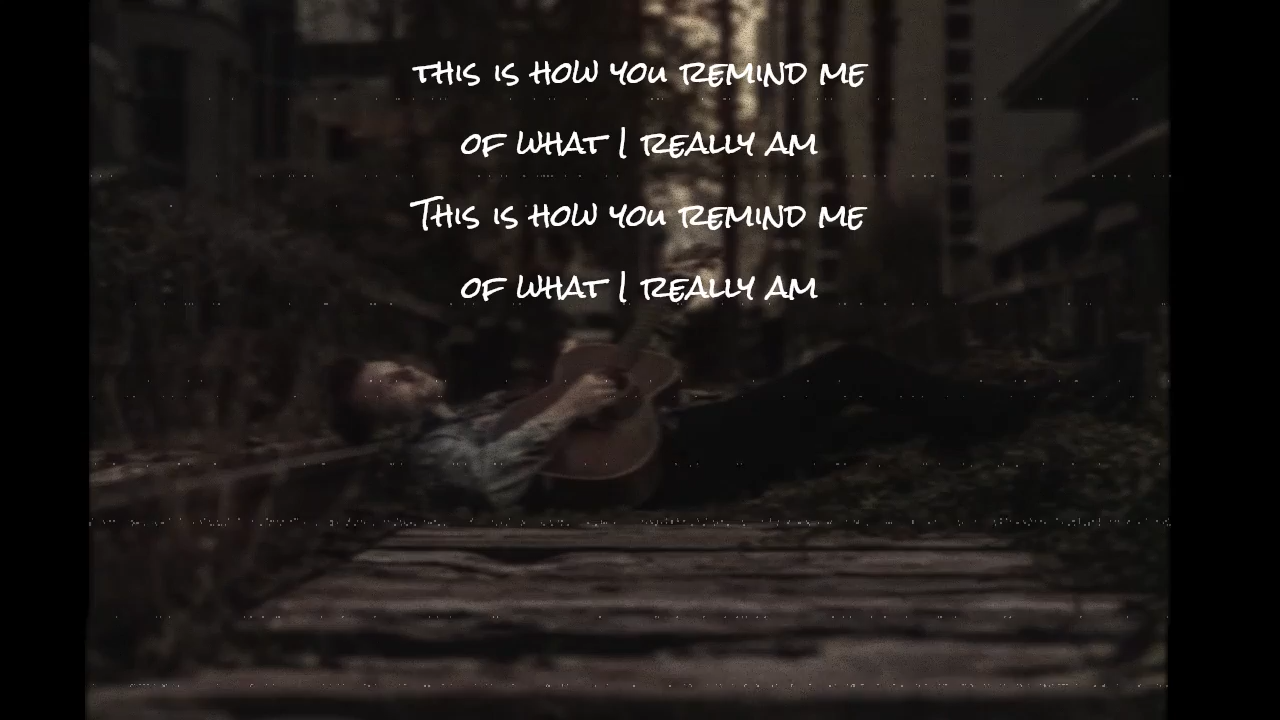 this is how you remind me
of what I really am
This is how you remind me
of what I really am